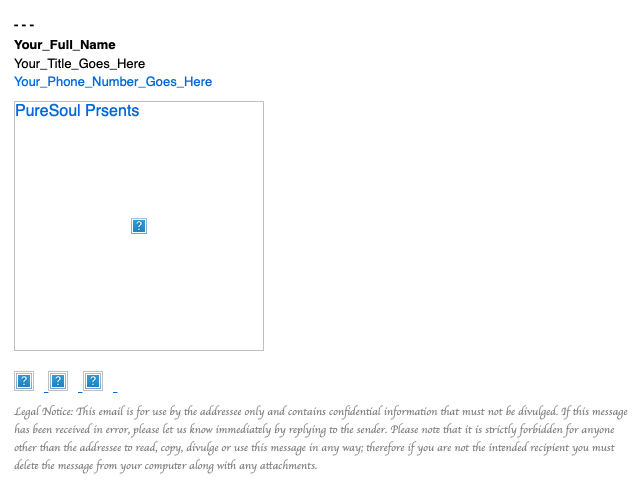 - - -
Your_Full_Name
Your_Title_Goes_Here
Your_Phone_Number_Goes_Here
PureSoul Prsents
?
? ? ?
Legal Notice: This email is for use by the addressee only and contains confidential information that must not be divulged. If this message
has been received in error, please let us know immediately by replying to the sender. Please note that it is strictly forbidden for anyone
other than the addressee to read, copy, divulge or use this message in any way; therefore if you are not the intended recipient you must
delete the message from your computer along with any attachments.